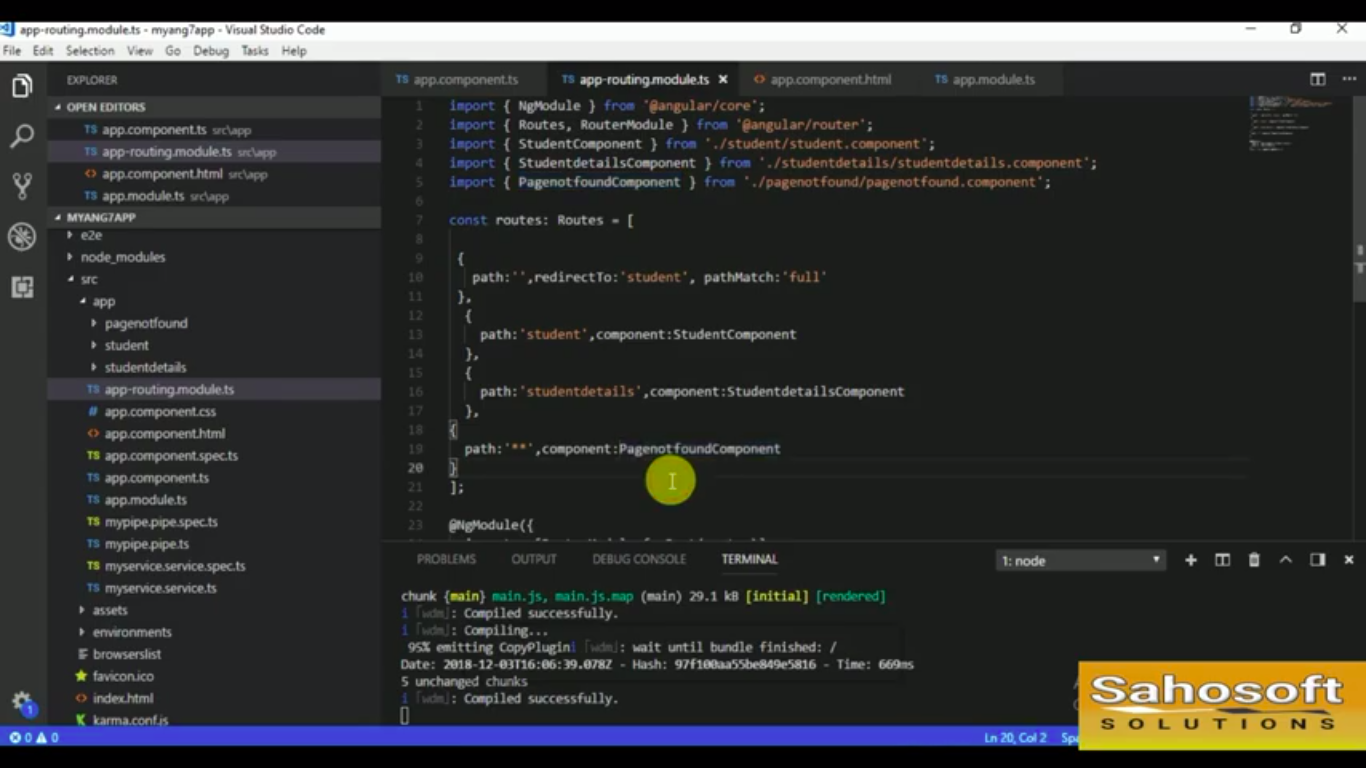 app-routing.module.ts - myang7app - Visual Studio Code
File Edit Selection View Go Debug Tasks Help
EXPLORER
OPEN EDITORS
TS app.component.ts src\app
TS app-routing.module.ts src\app
<> app.component.html src\app
TS app.module.ts src\app
MYANG7APP
e2e
node_modules
src
app
pagenotfound
student
studentdetails
TS app-routing.module.ts
# app.component.css
<> app.component.html
TS app.component.spec.ts
TS app.component.ts
TS app.module.ts
TS mypipe.pipe.spec.ts
TS mypipe.pipe.ts
TS myservice.service.spec.ts
TS myservice.service.ts
assets
environments
browserslist
favicon.ico
<> index.html
karma.conf.js
1
TS app.component.ts TS app-routing.module.ts <> app.component.html TS app.module.ts
1 import { NgModule } from '@angular/core';
2 import { Routes, RouterModule } from '@angular/router';
3 import { StudentComponent } from './student/student.component';
4 import { StudentdetailsComponent } from './studentdetails/studentdetails.component';
5 import { PagenotfoundComponent } from './pagenotfound/pagenotfound.component';
6
7 const routes: Routes = [
8
9 {
10 path:'',redirectTo:'student', pathMatch:'full'
11 },
12 {
13 path:'student',component:StudentComponent
14 },
15 {
16 path:'studentdetails',component:StudentdetailsComponent
17 },
18 {
19 path:'**',component:PagenotfoundComponent
20 }
21 ];
22
23 @NgModule({
PROBLEMS OUTPUT DEBUG CONSOLE TERMINAL 1: node
chunk {main} main.js, main.js.map (main) 29.1 kB [initial] [rendered]
i ｢wdm｣: Compiled successfully.
i ｢wdm｣: Compiling...
95% emitting CopyPlugini ｢wdm｣: wait until bundle finished: /
Date: 2018-12-03T16:06:39.078Z - Hash: 97f100aa55be849e5816 - Time: 669ms
5 unchanged chunks
i ｢wdm｣: Compiled successfully.
0 0 Ln 20, Col 2
Sahosoft
SOLUTIONS